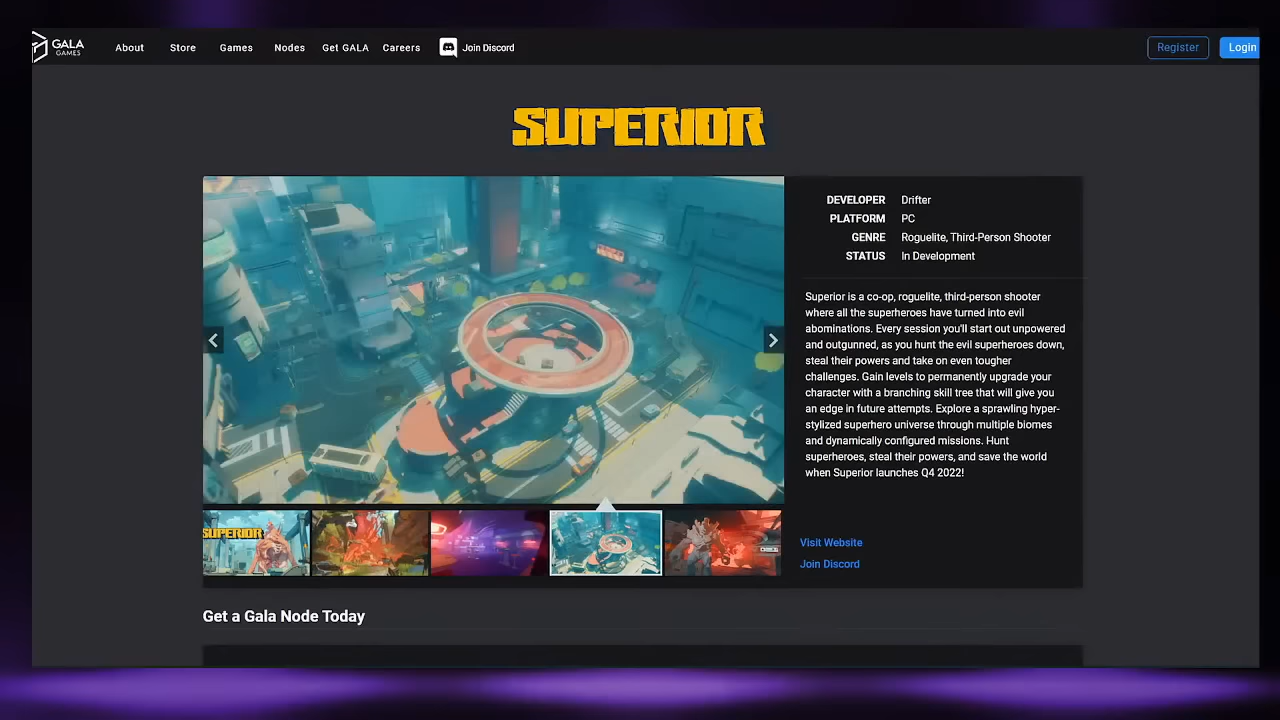 GALA
GAMES
About
Store
Games
Nodes
Get GALA
Careers
Join Discord
Register
Login
SUPERIOR
DEVELOPER Drifter
PLATFORM PC
GENRE Roguelite, Third-Person Shooter
STATUS In Development
Superior is a co-op, roguelite, third-person shooter
where all the superheroes have turned into evil
abominations. Every session you'll start out unpowered
and outgunned, as you hunt the evil superheroes down,
steal their powers and take on even tougher
challenges. Gain levels to permanently upgrade your
character with a branching skill tree that will give you
an edge in future attempts. Explore a sprawling hyper-
stylized superhero universe through multiple biomes
and dynamically configured missions. Hunt
superheroes, steal their powers, and save the world
when Superior launches Q4 2022!
SUPERIOR
Visit Website
Join Discord
Get a Gala Node Today